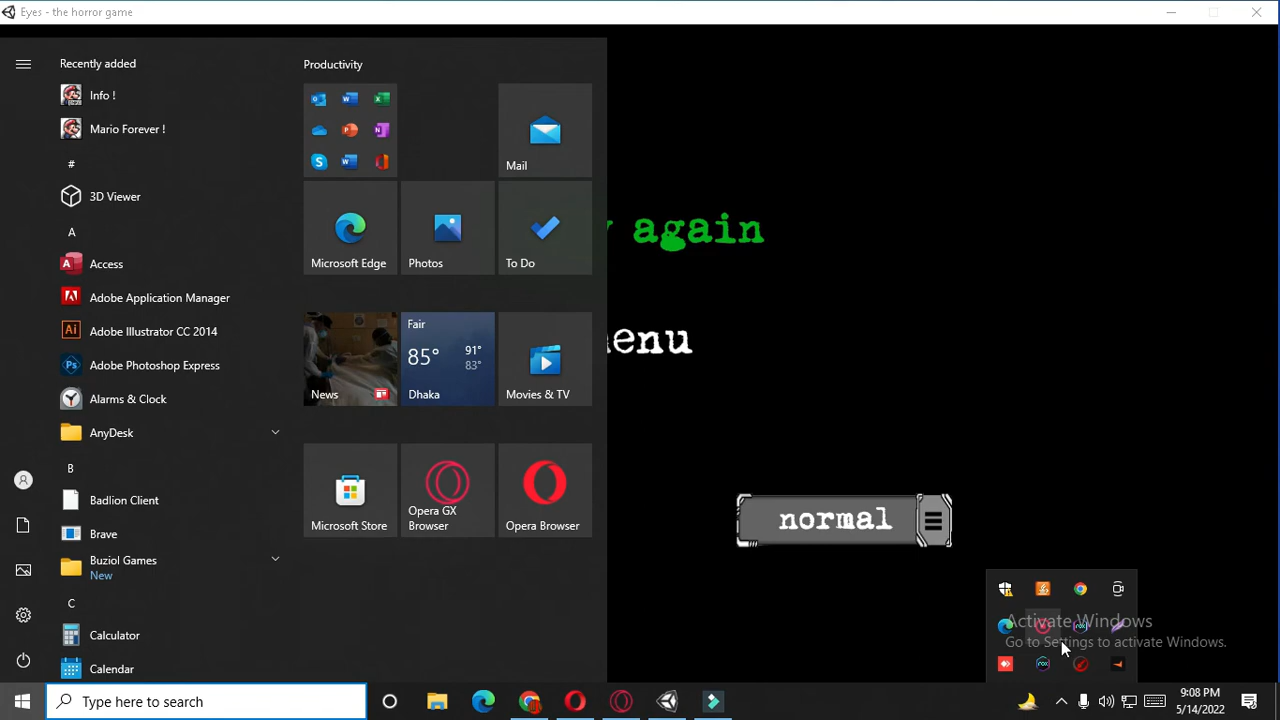 Eyes - the horror game
Recently added
Info !
Mario Forever !
#
3D Viewer
A
Access
Adobe Application Manager
Adobe Illustrator CC 2014
Adobe Photoshop Express
Alarms & Clock
AnyDesk
B
Badlion Client
Brave
Buziol Games
New
C
Calculator
Calendar
Productivity
Mail
Microsoft Edge
Photos
To Do
News
Fair
85°
91°
83°
Dhaka
Movies & TV
Microsoft Store
Opera GX
Browser
Opera Browser
again
enu
normal
Activate Windows
Go to Settings to activate Windows.
Type here to search
9:08 PM
5/14/2022